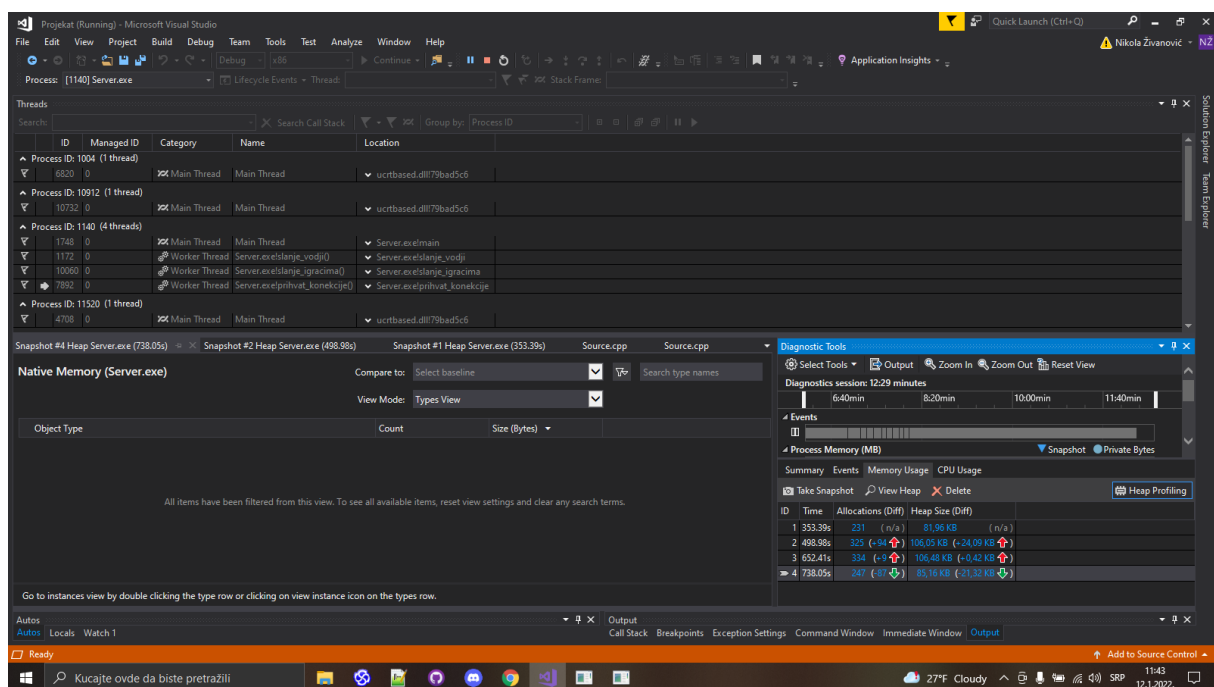 Projekat (Running) - Microsoft Visual Studio
Quick Launch (Ctrl+Q)
File Edit View Project Build Debug Team Tools Test Analyze Window Help
Nikola Živanović NŽ
Debug x86 Continue Application Insights
Process: [1140] Server.exe Lifecycle Events Thread: Stack Frame:
Threads
Search: Search Call Stack Group by: Process ID
ID Managed ID Category Name Location
Process ID: 1004 (1 thread)
6820 0 Main Thread Main Thread ucrtbased.dll!79bad5c6
Process ID: 10912 (1 thread)
10732 0 Main Thread Main Thread ucrtbased.dll!79bad5c6
Process ID: 1140 (4 threads)
1748 0 Main Thread Main Thread Server.exe!main
1172 0 Worker Thread Server.exe!slanje_vodji() Server.exe!slanje_vodji
10060 0 Worker Thread Server.exe!slanje_igracima() Server.exe!slanje_igracima
7892 0 Worker Thread Server.exe!prihvat_konekcije() Server.exe!prihvat_konekcije
Process ID: 11520 (1 thread)
4708 0 Main Thread Main Thread ucrtbased.dll!79bad5c6
Solution Explorer
Team Explorer
Snapshot #4 Heap Server.exe (738.05s) Snapshot #2 Heap Server.exe (498.98s) Snapshot #1 Heap Server.exe (353.39s) Source.cpp Source.cpp
Native Memory (Server.exe)
Compare to: Select baseline Search type names
View Mode: Types View
Object Type Count Size (Bytes)
All items have been filtered from this view. To see all available items, reset view settings and clear any search terms.
Go to instances view by double clicking the type row or clicking on view instance icon on the types row.
Diagnostic Tools
Select Tools Output Zoom In Zoom Out Reset View
Diagnostics session: 12:29 minutes
6:40min 8:20min 10:00min 11:40min
Events
Process Memory (MB) Snapshot Private Bytes
Summary Events Memory Usage CPU Usage
Take Snapshot View Heap Delete Heap Profiling
ID Time Allocations (Diff) Heap Size (Diff)
1 353.39s 231 (n/a) 81,96 KB (n/a)
2 498.98s 325 (+94) 106,05 KB (+24,09 KB)
3 652.41s 334 (+9) 106,48 KB (+0,42 KB)
4 738.05s 247 (-87) 85,16 KB (-21,32 KB)
Autos
Autos Locals Watch 1
Output
Call Stack Breakpoints Exception Settings Command Window Immediate Window Output
Ready
Add to Source Control
Kucajte ovde da biste pretražili
27°F Cloudy SRP 11:43
12.1.2022.